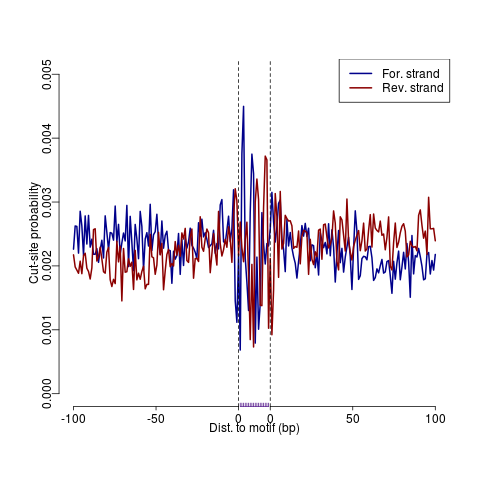 For. strand
Rev. strand
Cut-site probability
0.005
0.004
0.003
0.002
0.001
0.000
-100 -50 0 0 50 100
Dist. to motif (bp)